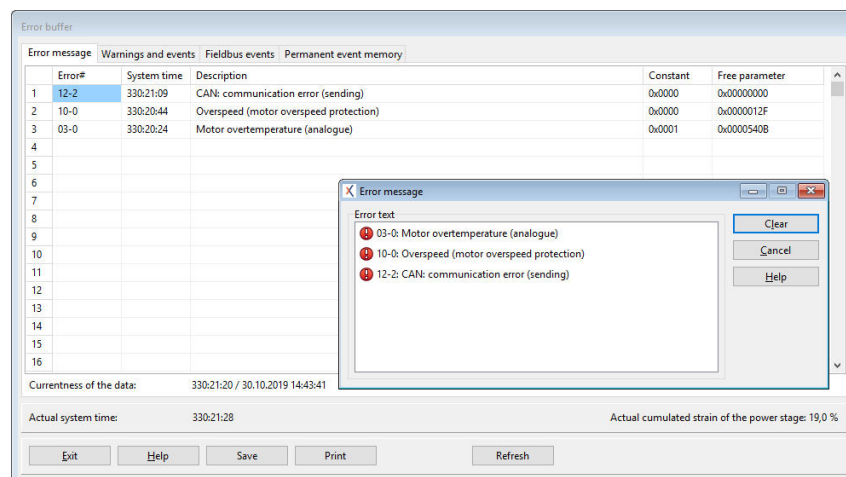 Error buffer
Error message Warnings and events Fieldbus events Permanent event memory
Error# System time Description Constant Free parameter
1 12-2 330:21:09 CAN: communication error (sending) 0x0000 0x00000000
2 10-0 330:20:44 Overspeed (motor overspeed protection) 0x0000 0x0000012F
3 03-0 330:20:24 Motor overtemperature (analogue) 0x0001 0x0000540B
4
5
6
7
8
9
10
11
12
13
14
15
16
Error message
Error text
03-0: Motor overtemperature (analogue)
10-0: Overspeed (motor overspeed protection)
12-2: CAN: communication error (sending)
Clear
Cancel
Help
Currentness of the data: 330:21:20 / 30.10.2019 14:43:41
Actual system time: 330:21:28 Actual cumulated strain of the power stage: 19,0 %
Exit Help Save Print Refresh